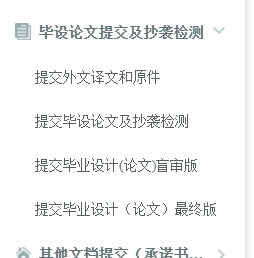 毕设论文提交及抄袭检测
提交外文译文和原件
提交毕设论文及抄袭检测
提交毕业设计(论文)盲审版
提交毕业设计（论文）最终版
其他文档提交（承诺书...